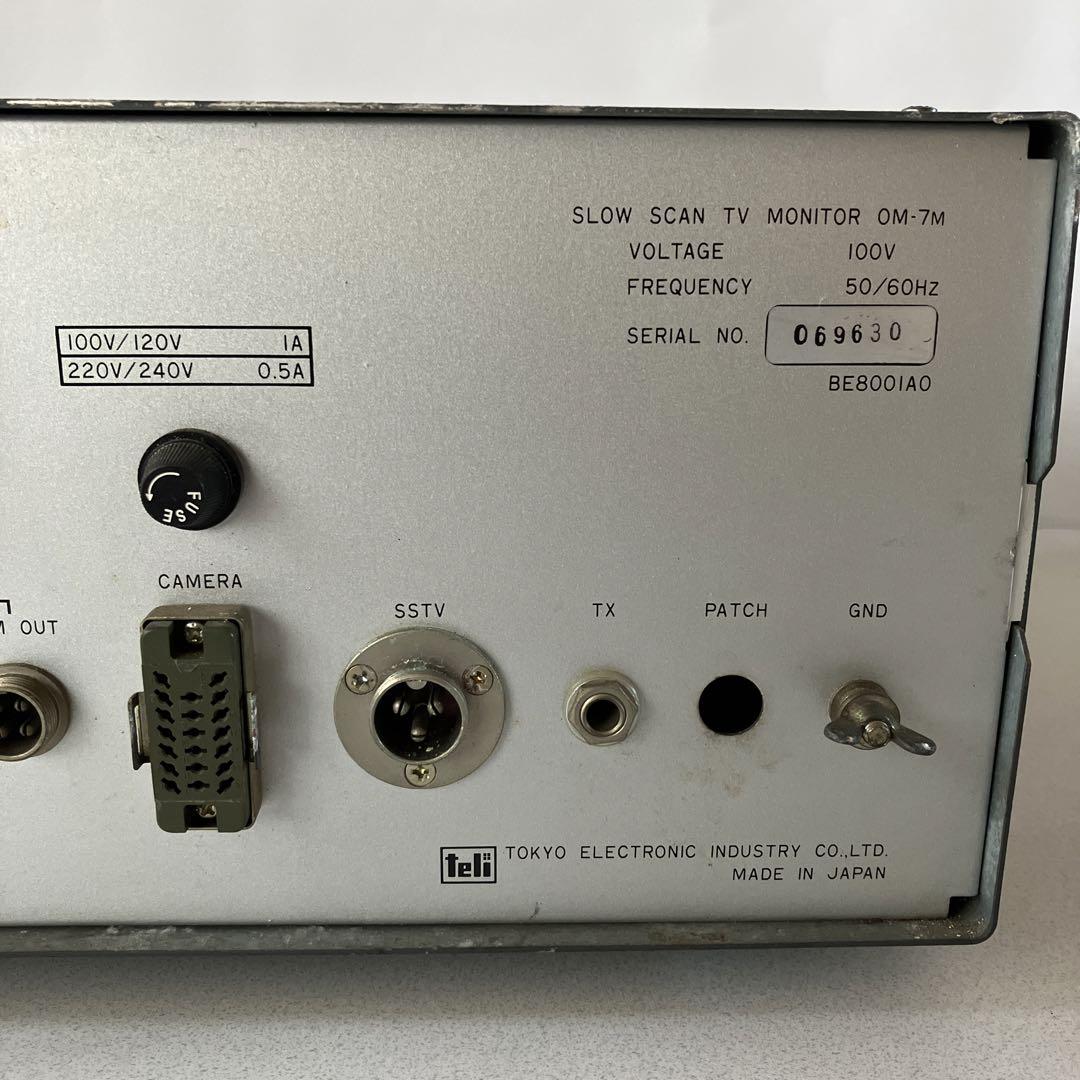 SLOW SCAN TV MONITOR OM-7M
VOLTAGE 100V
FREQUENCY 50/60Hz
SERIAL NO. 069630
BE8001A0
100V/120V 1A
220V/240V 0.5A
FUSE
CAMERA
M OUT
SSTV
TX
PATCH
GND
teli TOKYO ELECTRONIC INDUSTRY CO.,LTD.
MADE IN JAPAN